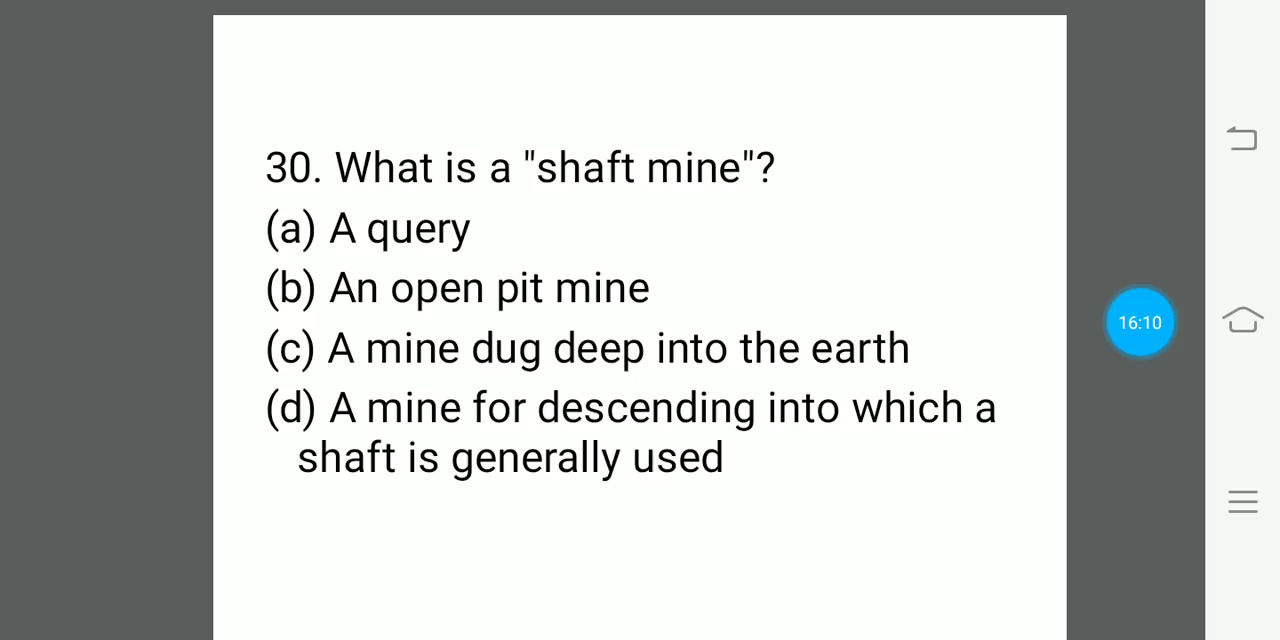 30. What is a "shaft mine"?
(a) A query
(b) An open pit mine
(c) A mine dug deep into the earth
(d) A mine for descending into which a
shaft is generally used
16:10